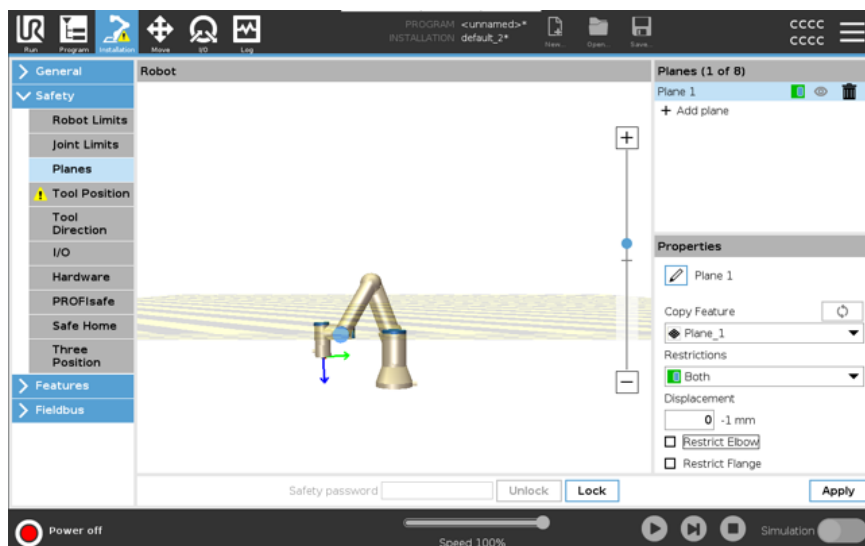 PROGRAM <unnamed>*
INSTALLATION default_2*
CCCC
CCCC
Run
Program
Installation
Move
I/O
Log
New...
Open...
Save...
General
Safety
Robot Limits
Joint Limits
Planes
Tool Position
Tool
Direction
I/O
Hardware
PROFIsafe
Safe Home
Three
Position
Features
Fieldbus
Robot
Planes (1 of 8)
Plane 1
+ Add plane
Properties
Plane 1
Copy Feature
Plane_1
Restrictions
Both
Displacement
0 -1 mm
Restrict Elbow
Restrict Flange
Safety password
Unlock
Lock
Apply
Power off
Speed 100%
Simulation